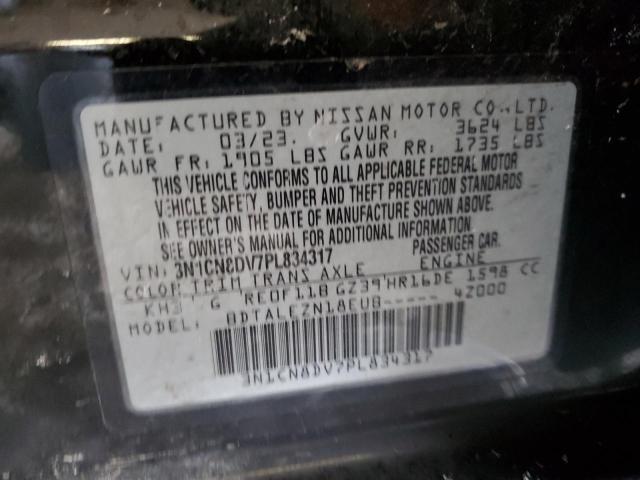 MANUFACTURED BY NISSAN MOTOR CO., LTD.
DATE: 03/23. GVWR: 3624 LBS
GAWR FR: 1905 LBS GAWR RR: 1735 LBS
THIS VEHICLE CONFORMS TO ALL APPLICABLE FEDERAL MOTOR
VEHICLE SAFETY, BUMPER AND THEFT PREVENTION STANDARDS
IN EFFECT ON THE DATE OF MANUFACTURE SHOWN ABOVE.
SEE OWNER'S MANUAL FOR ADDITIONAL INFORMATION
VIN: 3N1CN8DV7PL834317 PASSENGER CAR.
COLOR TRIM TRANS AXLE ENGINE
KH3 G RE0F11B GZ39 HR16DE 1598 CC
MODEL: BDTALEZN18EUB----- 42000
3N1CN8DV7PL834317